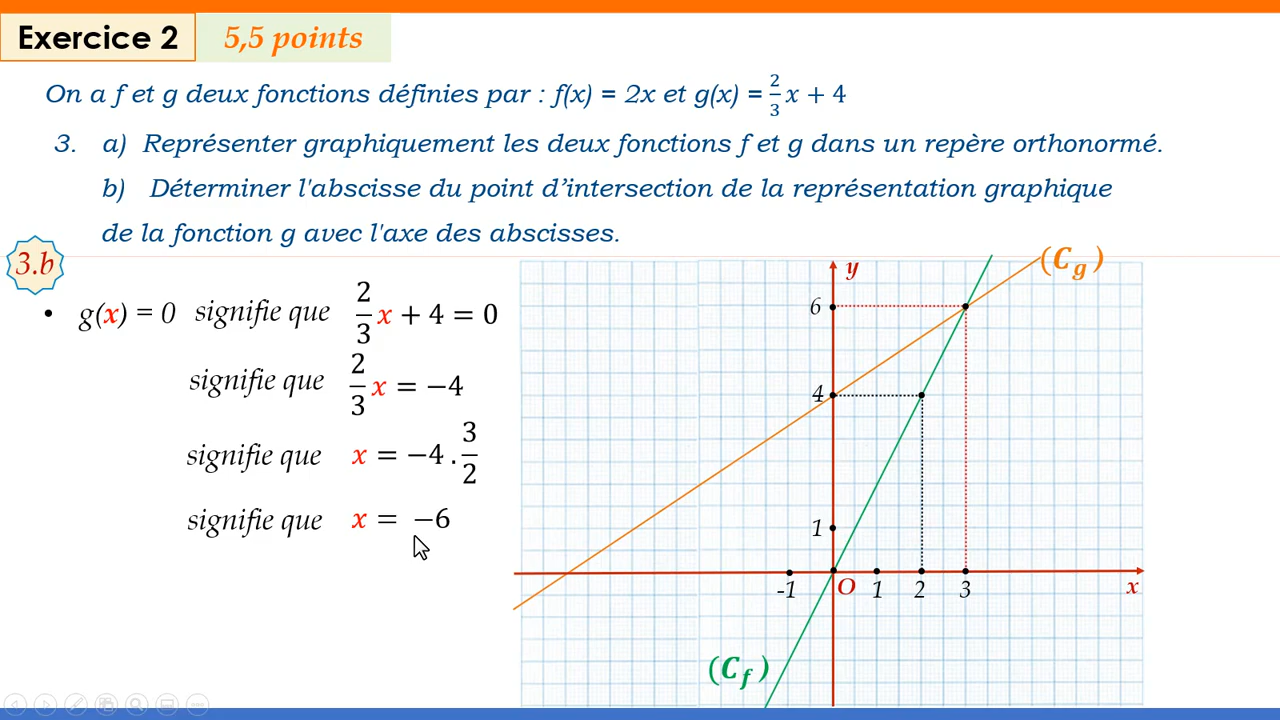 Exercice 2
5,5 points
On a f et g deux fonctions définies par : f(x) = 2x et g(x) = 2/3 x + 4
3. a) Représenter graphiquement les deux fonctions f et g dans un repère orthonormé.
b) Déterminer l'abscisse du point d’intersection de la représentation graphique
de la fonction g avec l'axe des abscisses.
3.b
• g(x) = 0 signifie que 2/3 x + 4 = 0
signifie que 2/3 x = −4
signifie que x = −4 . 3/2
signifie que x = −6
(Cg)
y
6
4
1
-1 O 1 2 3 x
(Cf)